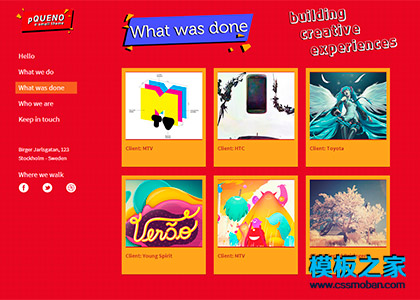 pQUENO
a small theme
Hello
What we do
What was done
Who we are
Keep in touch
Birger Jarlsgatan, 123
Stockholm - Sweden
Where we walk
What was done
building
creative
experiences
Client: MTV
Client: HTC
Client: Toyota
Verão
Client: Young Spirit
Client: MTV
模板之家
www.cssmoban.com